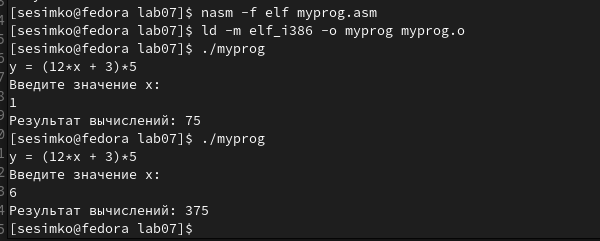 [sesimko@fedora lab07]$ nasm -f elf myprog.asm
[sesimko@fedora lab07]$ ld -m elf_i386 -o myprog myprog.o
[sesimko@fedora lab07]$ ./myprog
y = (12*x + 3)*5
Введите значение x:
1
Результат вычислений: 75
[sesimko@fedora lab07]$ ./myprog
y = (12*x + 3)*5
Введите значение x:
6
Результат вычислений: 375
[sesimko@fedora lab07]$